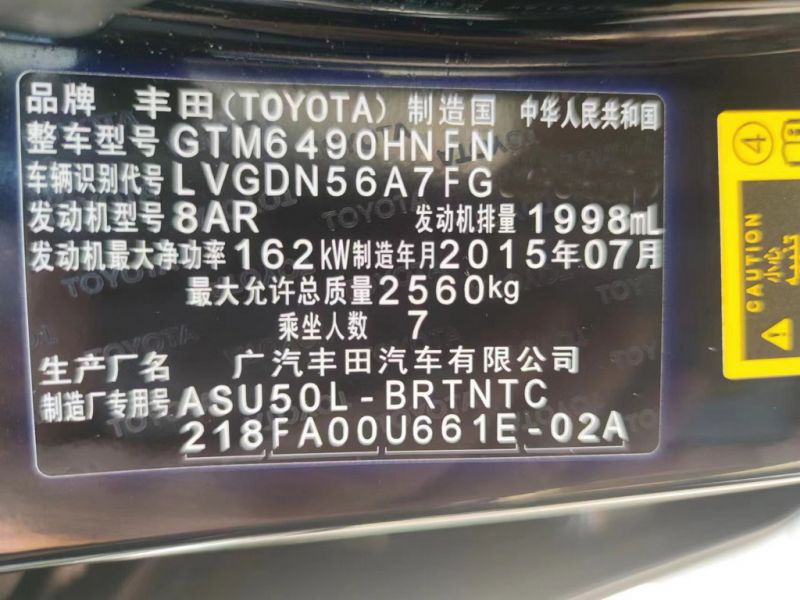 品牌 丰田(TOYOTA) 制造国 中华人民共和国
整车型号 GTM6490HNFN
车辆识别代号 LVGDN56A7FG
发动机型号 8AR 发动机排量 1998mL
发动机最大净功率 162kW 制造年月 2015年07月
最大允许总质量 2560kg
乘坐人数 7
生产厂名 广汽丰田汽车有限公司
制造厂专用号 ASU50L-BRTNTC
218FA00U661E-02A
4
CAUTION
小心